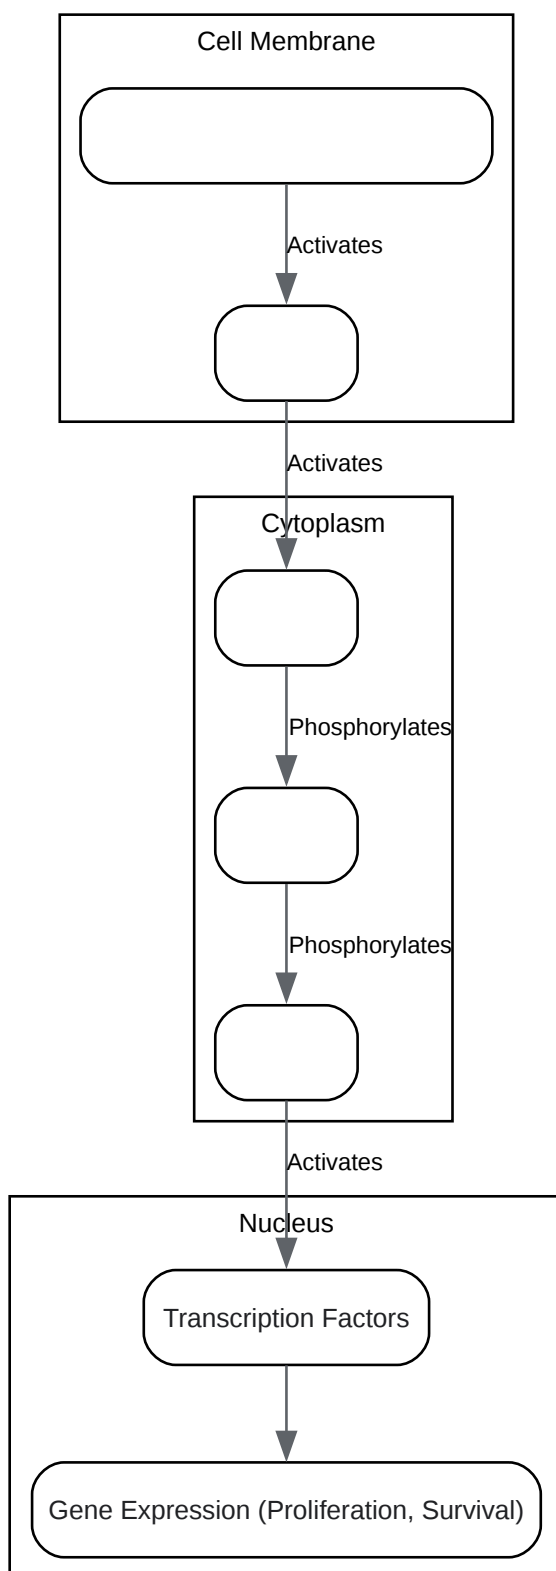 Cell Membrane
Activates
Activates
Cytoplasm
Phosphorylates
Phosphorylates
Activates
Nucleus
Transcription Factors
Gene Expression (Proliferation, Survival)